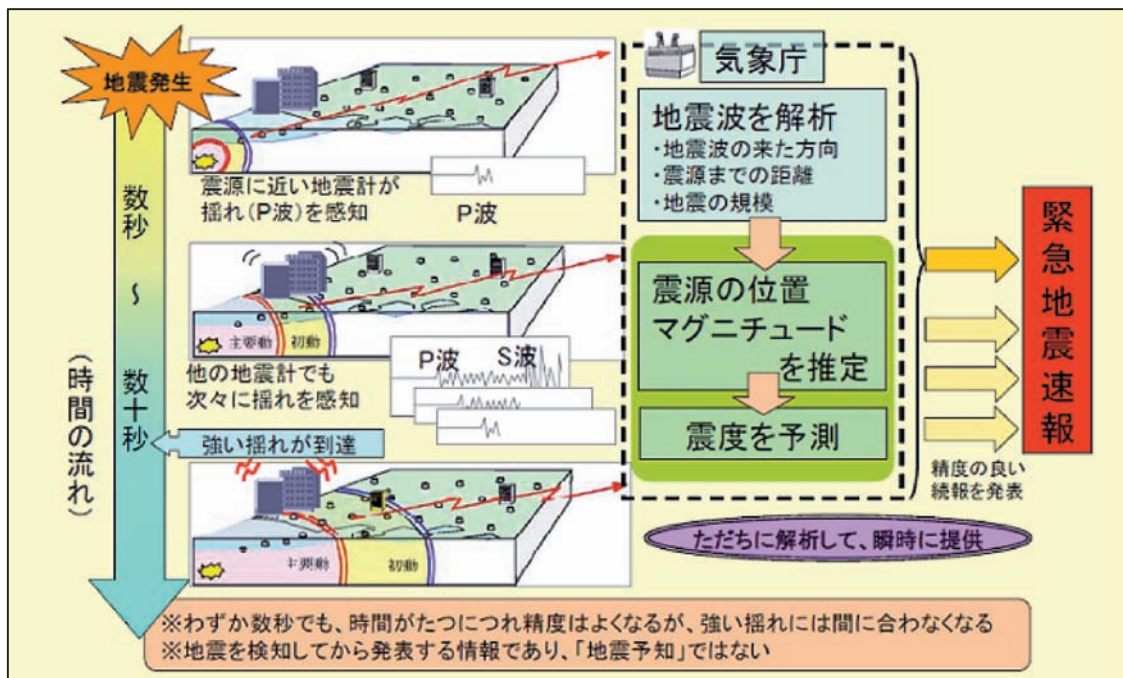 地震発生
数秒
～
数十秒
(時間の流れ)
震源に近い地震計が
揺れ(P波)を感知
P波
主要動
初動
P波
S波
他の地震計でも
次々に揺れを感知
強い揺れが到達
主要動
初動
気象庁
地震波を解析
・地震波の来た方向
・震源までの距離
・地震の規模
震源の位置
マグニチュード
を推定
震度を予測
緊急地震速報
精度の良い
続報を発表
ただちに解析して、瞬時に提供
※わずか数秒でも、時間がたつにつれ精度はよくなるが、強い揺れには間に合わなくなる
※地震を検知してから発表する情報であり、「地震予知」ではない